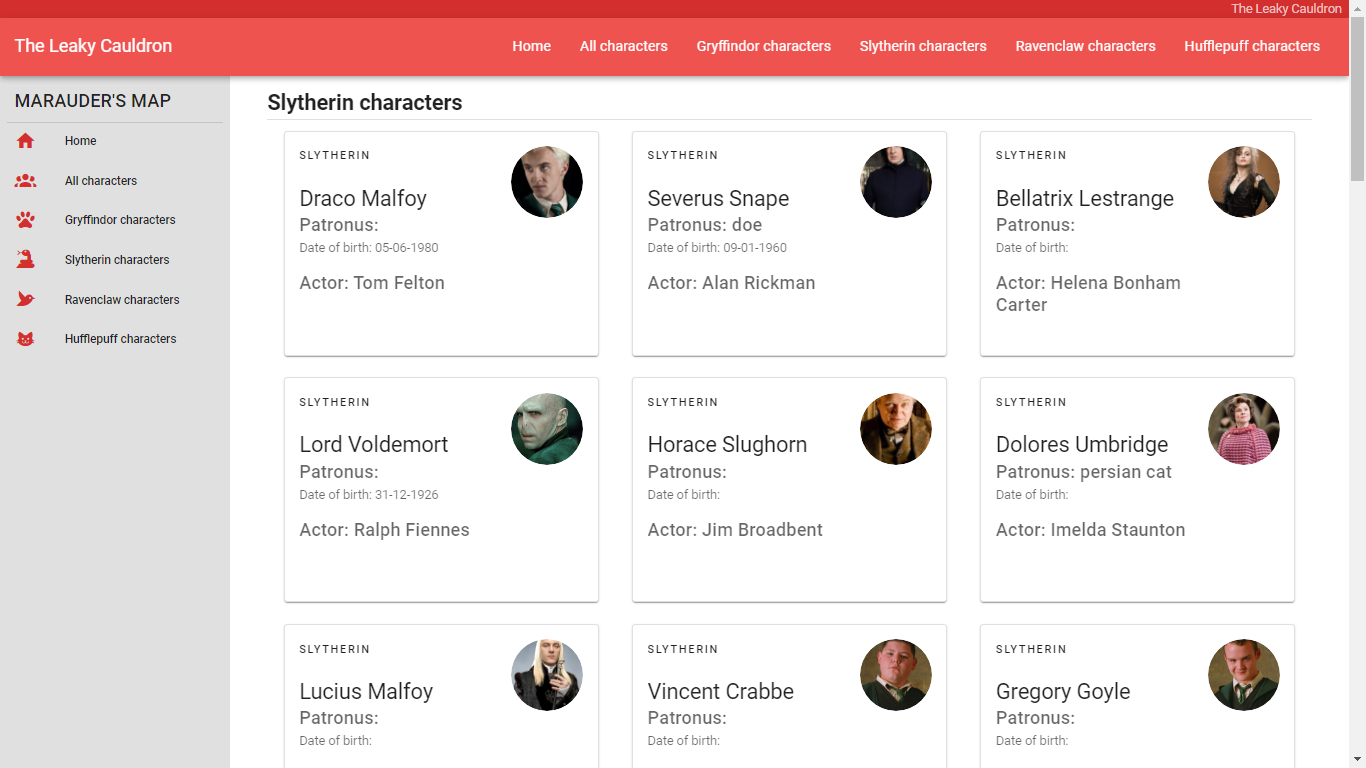 The Leaky Cauldron
The Leaky Cauldron
Home
All characters
Gryffindor characters
Slytherin characters
Ravenclaw characters
Hufflepuff characters
MARAUDER'S MAP
Home
All characters
Gryffindor characters
Slytherin characters
Ravenclaw characters
Hufflepuff characters
Slytherin characters
SLYTHERIN
Draco Malfoy
Patronus:
Date of birth: 05-06-1980
Actor: Tom Felton
SLYTHERIN
Severus Snape
Patronus: doe
Date of birth: 09-01-1960
Actor: Alan Rickman
SLYTHERIN
Bellatrix Lestrange
Patronus:
Date of birth:
Actor: Helena Bonham
Carter
SLYTHERIN
Lord Voldemort
Patronus:
Date of birth: 31-12-1926
Actor: Ralph Fiennes
SLYTHERIN
Horace Slughorn
Patronus:
Date of birth:
Actor: Jim Broadbent
SLYTHERIN
Dolores Umbridge
Patronus: persian cat
Date of birth:
Actor: Imelda Staunton
SLYTHERIN
Lucius Malfoy
Patronus:
Date of birth:
SLYTHERIN
Vincent Crabbe
Patronus:
Date of birth:
SLYTHERIN
Gregory Goyle
Patronus:
Date of birth: